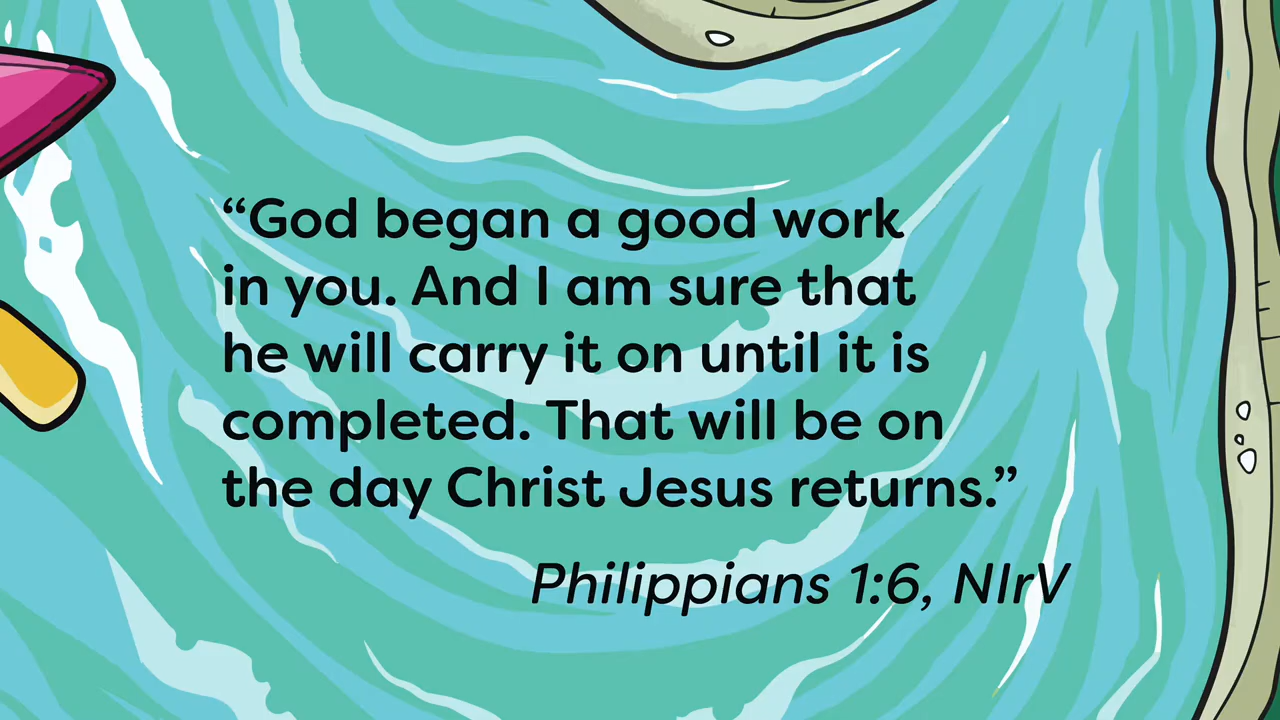 “God began a good work
in you. And I am sure that
he will carry it on until it is
completed. That will be on
the day Christ Jesus returns.”
Philippians 1:6, NIrV